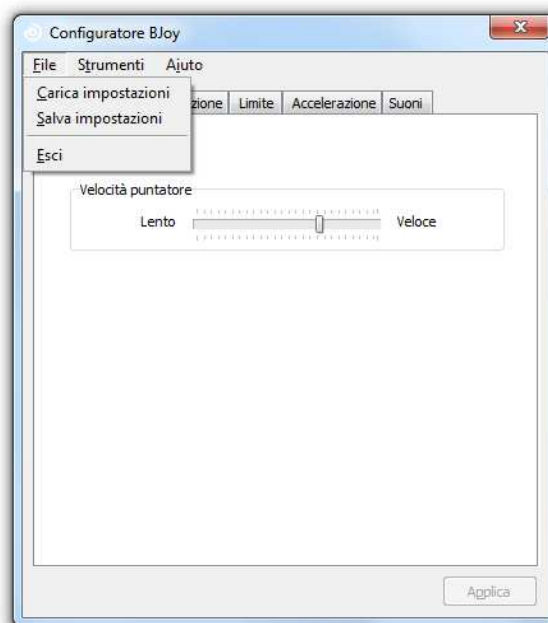 Configuratore BJoy
File Strumenti Aiuto
Carica impostazioni
Salva impostazioni
Esci
Limite Accelerazione Suoni
Velocità puntatore
Lento Veloce
Applica